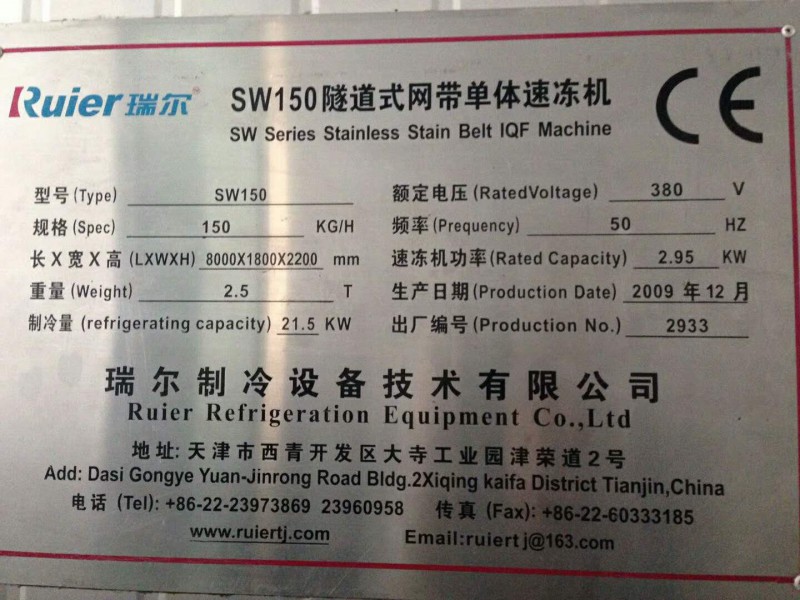 Ruier 瑞尔®
SW150隧道式网带单体速冻机
SW Series Stainless Stain Belt IQF Machine
CE
型号(Type) SW150
额定电压(RatedVoltage) 380 V
规格(Spec) 150 KG/H
频率(Prequency) 50 HZ
长X宽X高(LXWXH) 8000X1800X2200 mm
速冻机功率(Rated Capacity) 2.95 KW
重量(Weight) 2.5 T
生产日期(Production Date) 2009年12月
制冷量(refrigerating capacity) 21.5 KW
出厂编号(Production No.) 2933
瑞尔制冷设备技术有限公司
Ruier Refrigeration Equipment Co.,Ltd
地址:天津市西青开发区大寺工业园津荣道2号
Add: Dasi Gongye Yuan-Jinrong Road Bldg.2Xiqing kaifa District Tianjin,China
电话 (Tel): +86-22-23973869 23960958 传真 (Fax): +86-22-60333185
www.ruiertj.com Email:ruiertj@163.com